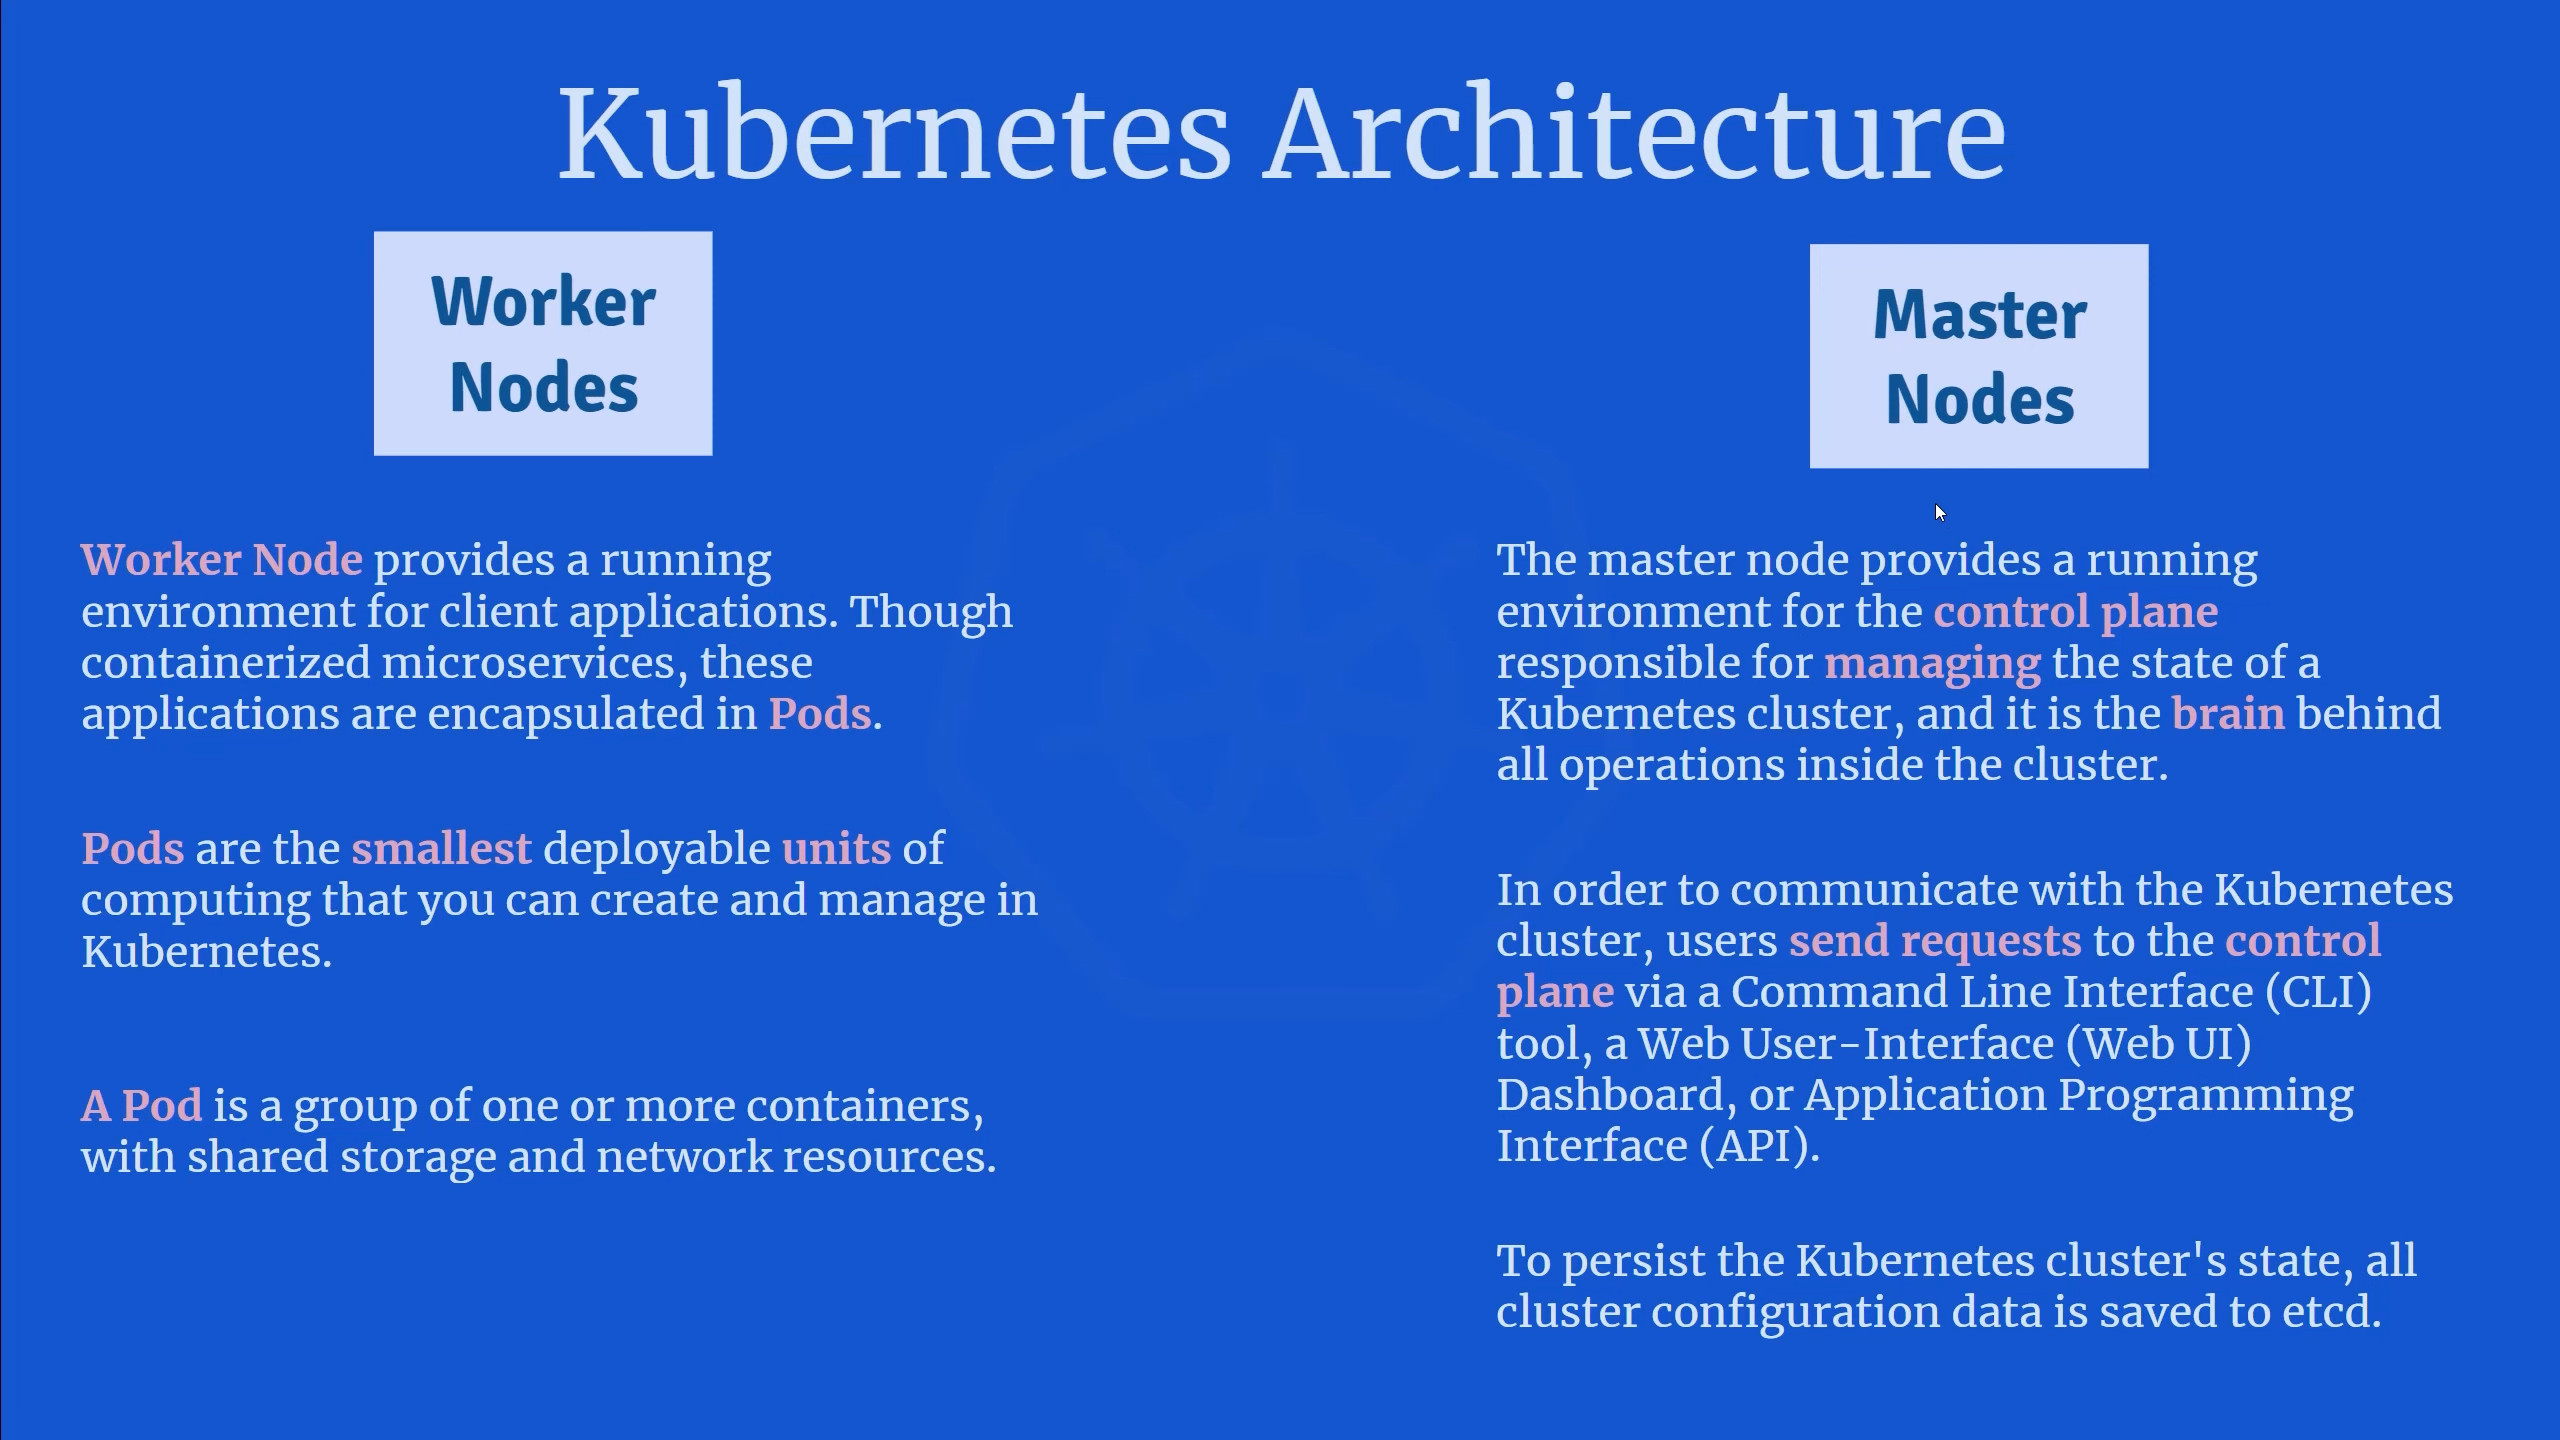 Kubernetes Architecture
Worker
Nodes
Worker Node provides a running
environment for client applications. Though
containerized microservices, these
applications are encapsulated in Pods.
Pods are the smallest deployable units of
computing that you can create and manage in
Kubernetes.
A Pod is a group of one or more containers,
with shared storage and network resources.
Master
Nodes
The master node provides a running
environment for the control plane
responsible for managing the state of a
Kubernetes cluster, and it is the brain behind
all operations inside the cluster.
In order to communicate with the Kubernetes
cluster, users send requests to the control
plane via a Command Line Interface (CLI)
tool, a Web User-Interface (Web UI)
Dashboard, or Application Programming
Interface (API).
To persist the Kubernetes cluster's state, all
cluster configuration data is saved to etcd.